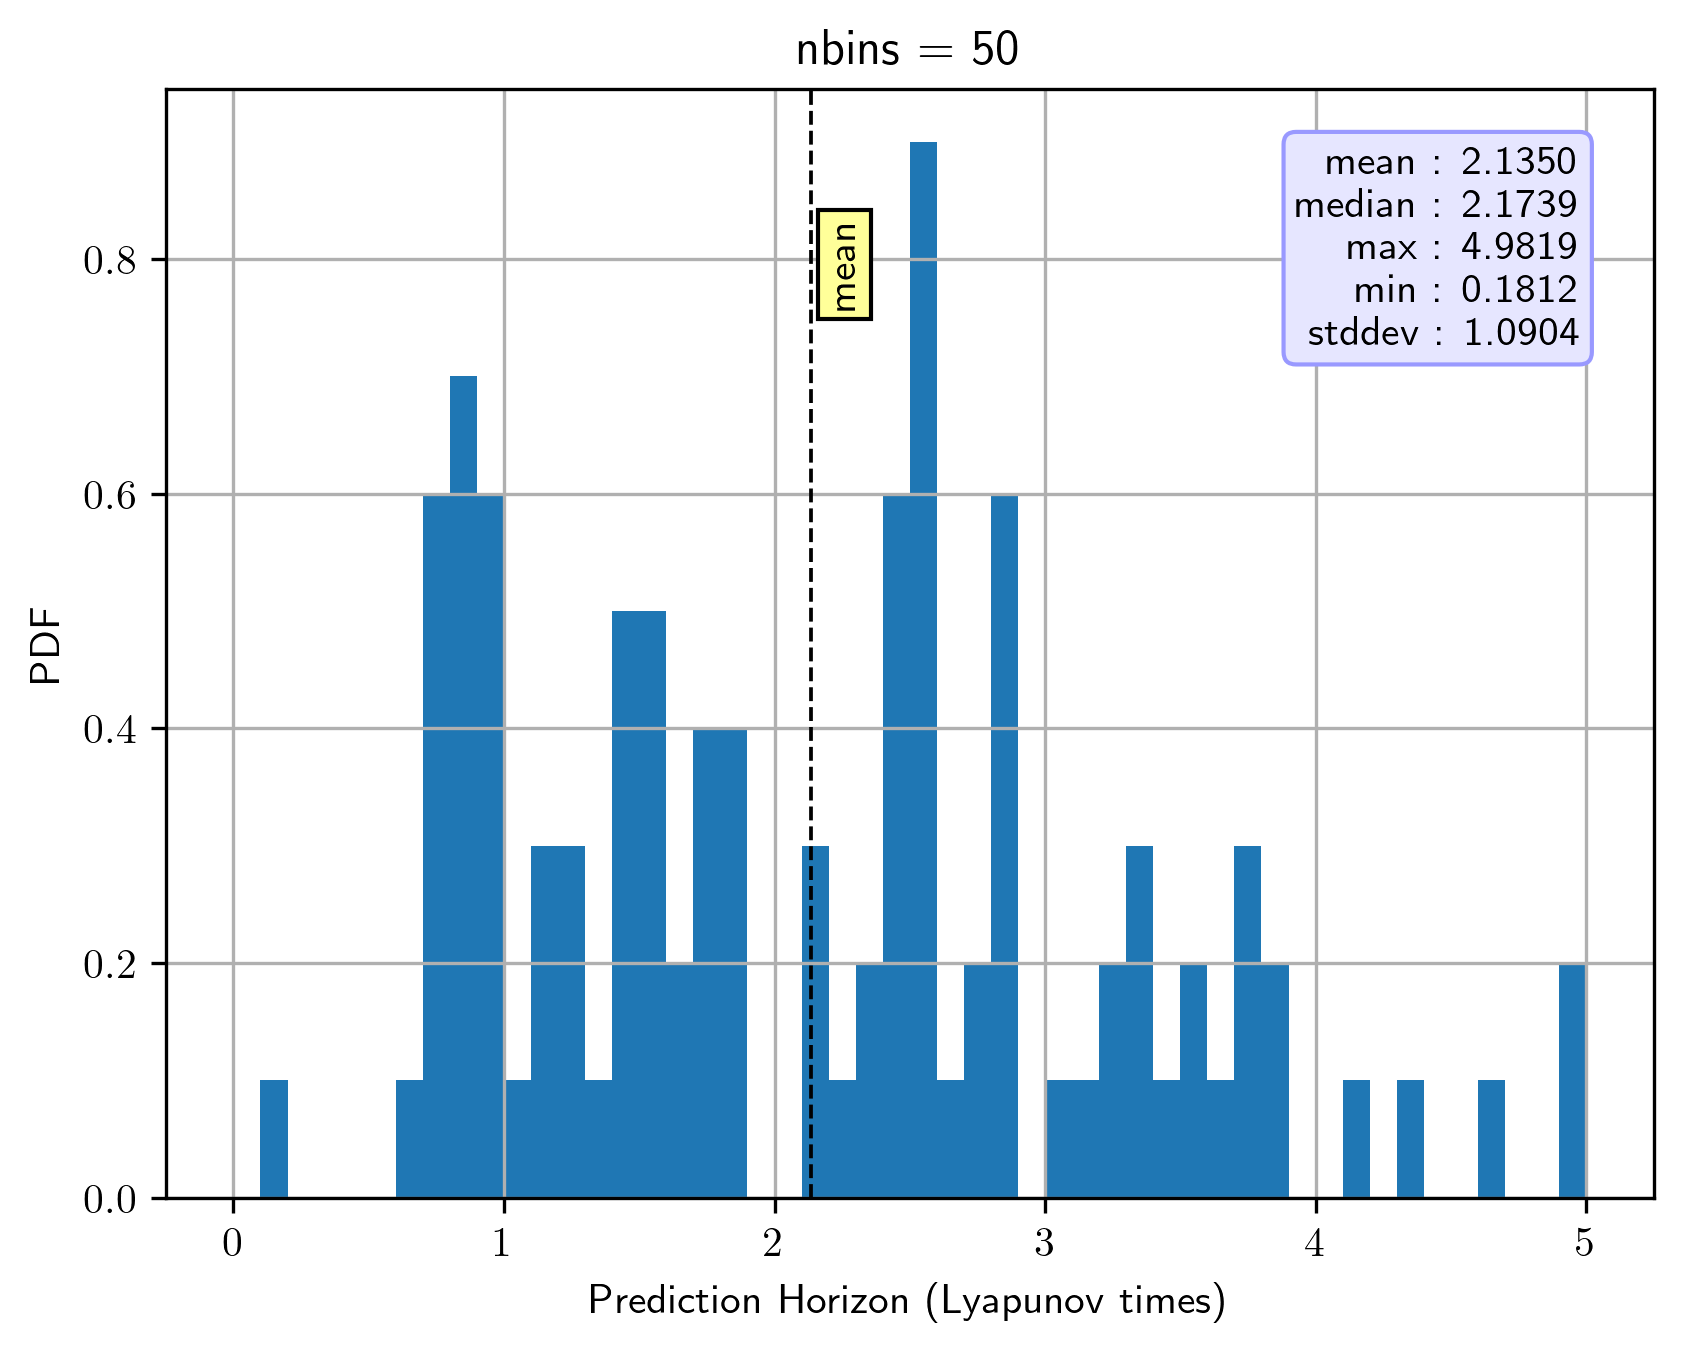 nbins = 50
mean : 2.1350
median : 2.1739
max : 4.9819
min : 0.1812
stddev : 1.0904
mean
PDF
0.8
0.6
0.4
0.2
0.0
0 1 2 3 4 5
Prediction Horizon (Lyapunov times)